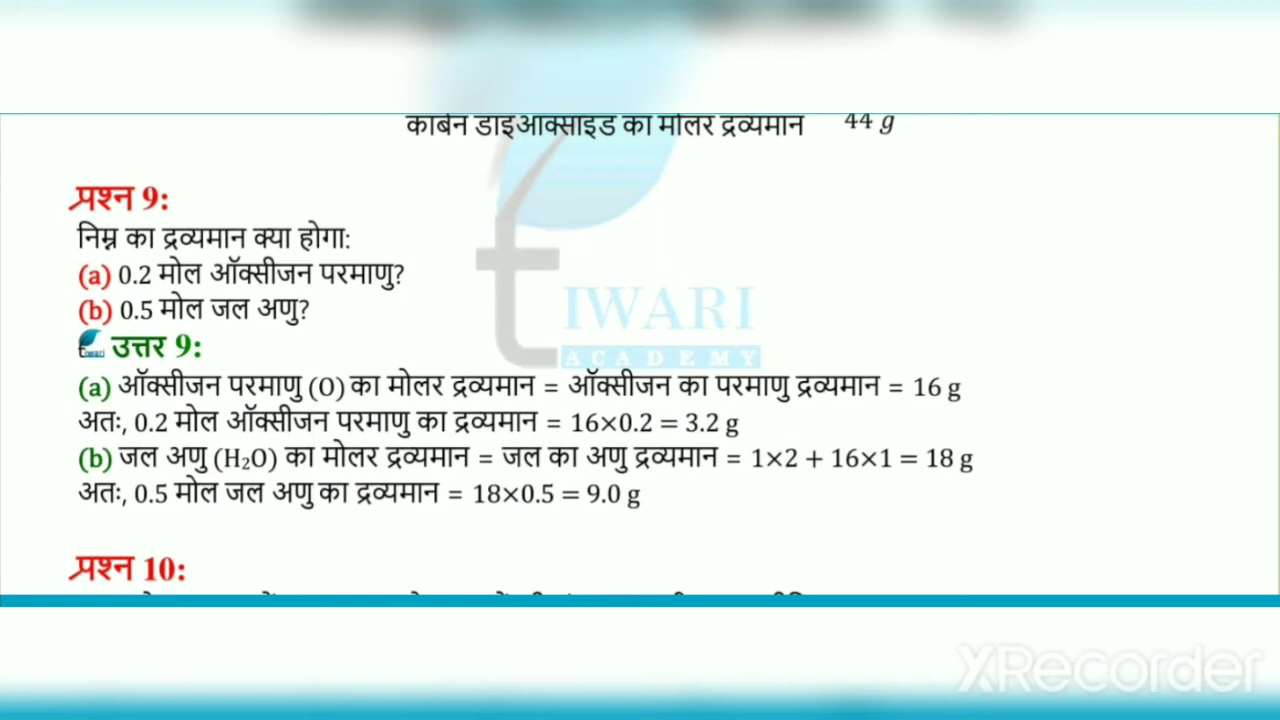 कार्बन डाइऑक्साइड का मोलर द्रव्यमान 44 g
प्रश्न 9:
निम्न का द्रव्यमान क्या होगा:
(a) 0.2 मोल ऑक्सीजन परमाणु?
(b) 0.5 मोल जल अणु?
उत्तर 9:
(a) ऑक्सीजन परमाणु (O) का मोलर द्रव्यमान = ऑक्सीजन का परमाणु द्रव्यमान = 16 g
अतः, 0.2 मोल ऑक्सीजन परमाणु का द्रव्यमान = 16×0.2 = 3.2 g
(b) जल अणु (H₂O) का मोलर द्रव्यमान = जल का अणु द्रव्यमान = 1×2 + 16×1 = 18 g
अतः, 0.5 मोल जल अणु का द्रव्यमान = 18×0.5 = 9.0 g
प्रश्न 10:
TIWARI
ACADEMY
XRecorder